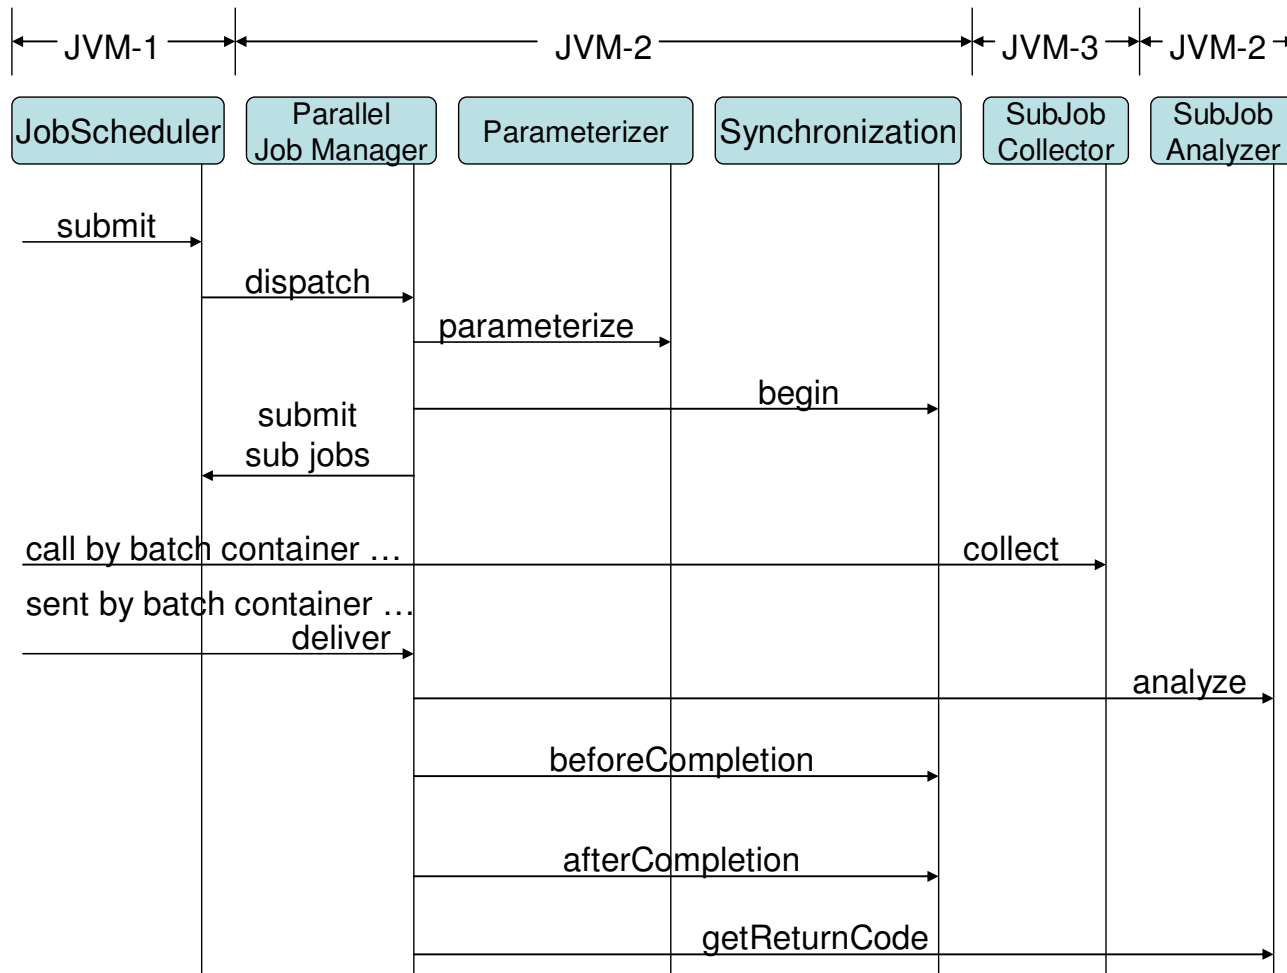 JVM-1
JVM-2
JVM-3
JVM-2
JobScheduler
Parallel
Job Manager
Parameterizer
Synchronization
SubJob
Collector
SubJob
Analyzer
submit
dispatch
parameterize
begin
submit
sub jobs
call by batch container …
collect
sent by batch container …
deliver
analyze
beforeCompletion
afterCompletion
getReturnCode